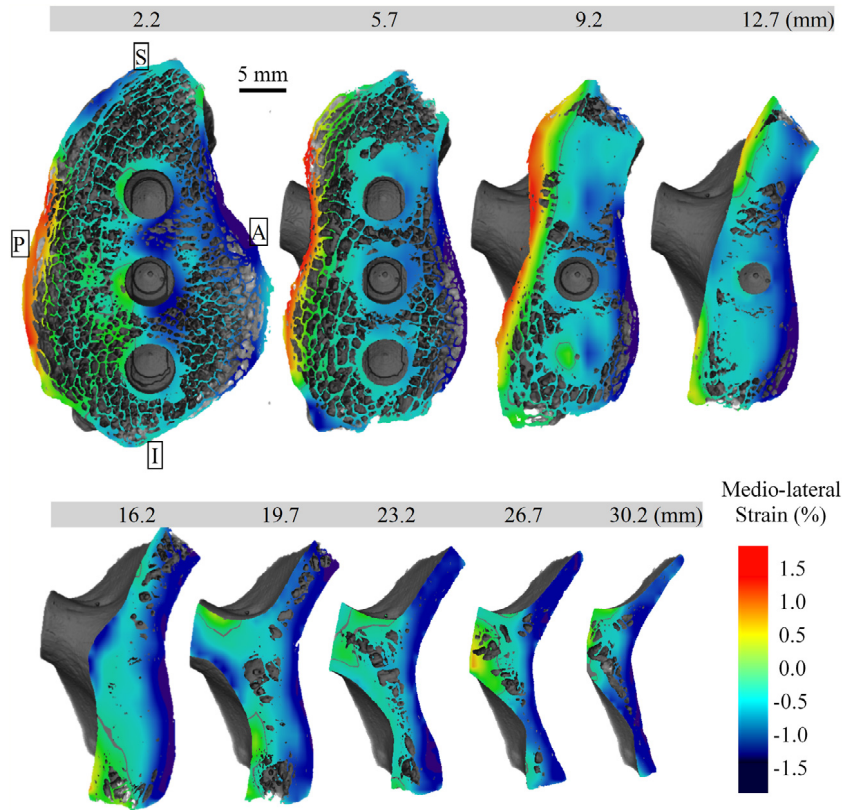 2.2 5.7 9.2 12.7 (mm)
S
5 mm
P
A
I
16.2 19.7 23.2 26.7 30.2 (mm)
Medio-lateral
Strain (%)
1.5
1.0
0.5
0.0
-0.5
-1.0
-1.5